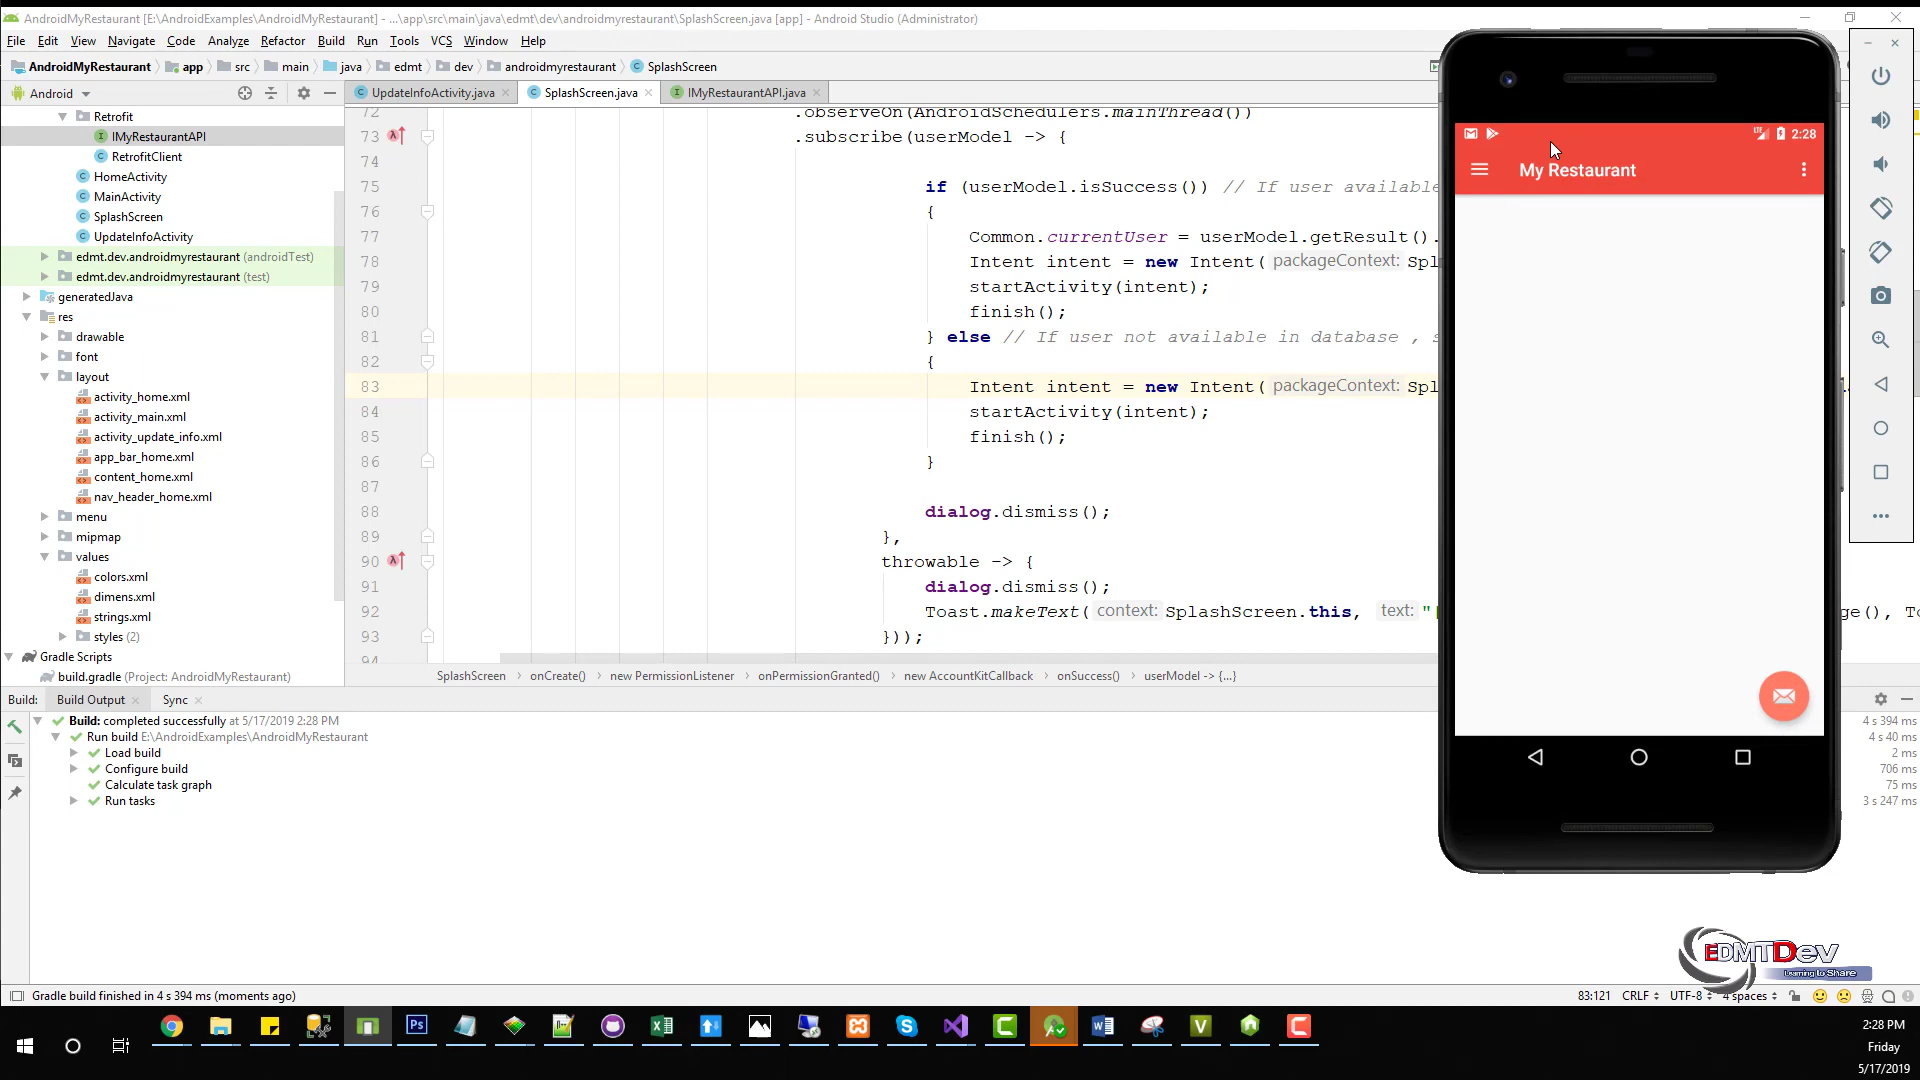 AndroidMyRestaurant [E:\AndroidExamples\AndroidMyRestaurant] - ...\app\src\main\java\edmt\dev\androidmyrestaurant\SplashScreen.java [app] - Android Studio (Administrator)
File Edit View Navigate Code Analyze Refactor Build Run Tools VCS Window Help
AndroidMyRestaurant app src main java edmt dev androidmyrestaurant SplashScreen
Android
UpdateInfoActivity.java SplashScreen.java IMyRestaurantAPI.java
Retrofit
IMyRestaurantAPI
RetrofitClient
HomeActivity
MainActivity
SplashScreen
UpdateInfoActivity
edmt.dev.androidmyrestaurant (androidTest)
edmt.dev.androidmyrestaurant (test)
generatedJava
res
drawable
font
layout
activity_home.xml
activity_main.xml
activity_update_info.xml
app_bar_home.xml
content_home.xml
nav_header_home.xml
menu
mipmap
values
colors.xml
dimens.xml
strings.xml
styles (2)
Gradle Scripts
build.gradle (Project: AndroidMyRestaurant)
72 .observeOn(AndroidSchedulers.mainThread())
73 .subscribe(userModel -> {
74
75 if (userModel.isSuccess()) // If user available
76 {
77 Common.currentUser = userModel.getResult().
78 Intent intent = new Intent( packageContext: Spl
79 startActivity(intent);
80 finish();
81 } else // If user not available in database , s
82 {
83 Intent intent = new Intent( packageContext: Spl
84 startActivity(intent);
85 finish();
86 }
87
88 dialog.dismiss();
89 },
90 throwable -> {
91 dialog.dismiss();
92 Toast.makeText( context: SplashScreen.this, text: "[ ge(), To
93 }));
94
SplashScreen › onCreate() › new PermissionListener › onPermissionGranted() › new AccountKitCallback › onSuccess() › userModel -> {...}
2:28
My Restaurant
Build: Build Output Sync
Build: completed successfully at 5/17/2019 2:28 PM 4 s 394 ms
Run build E:\AndroidExamples\AndroidMyRestaurant 4 s 40 ms
Load build 2 ms
Configure build 706 ms
Calculate task graph 75 ms
Run tasks 3 s 247 ms
EDMTDev
Learning to Share
Gradle build finished in 4 s 394 ms (moments ago) 83:121 CRLF UTF-8 4 spaces
2:28 PM
Friday
5/17/2019